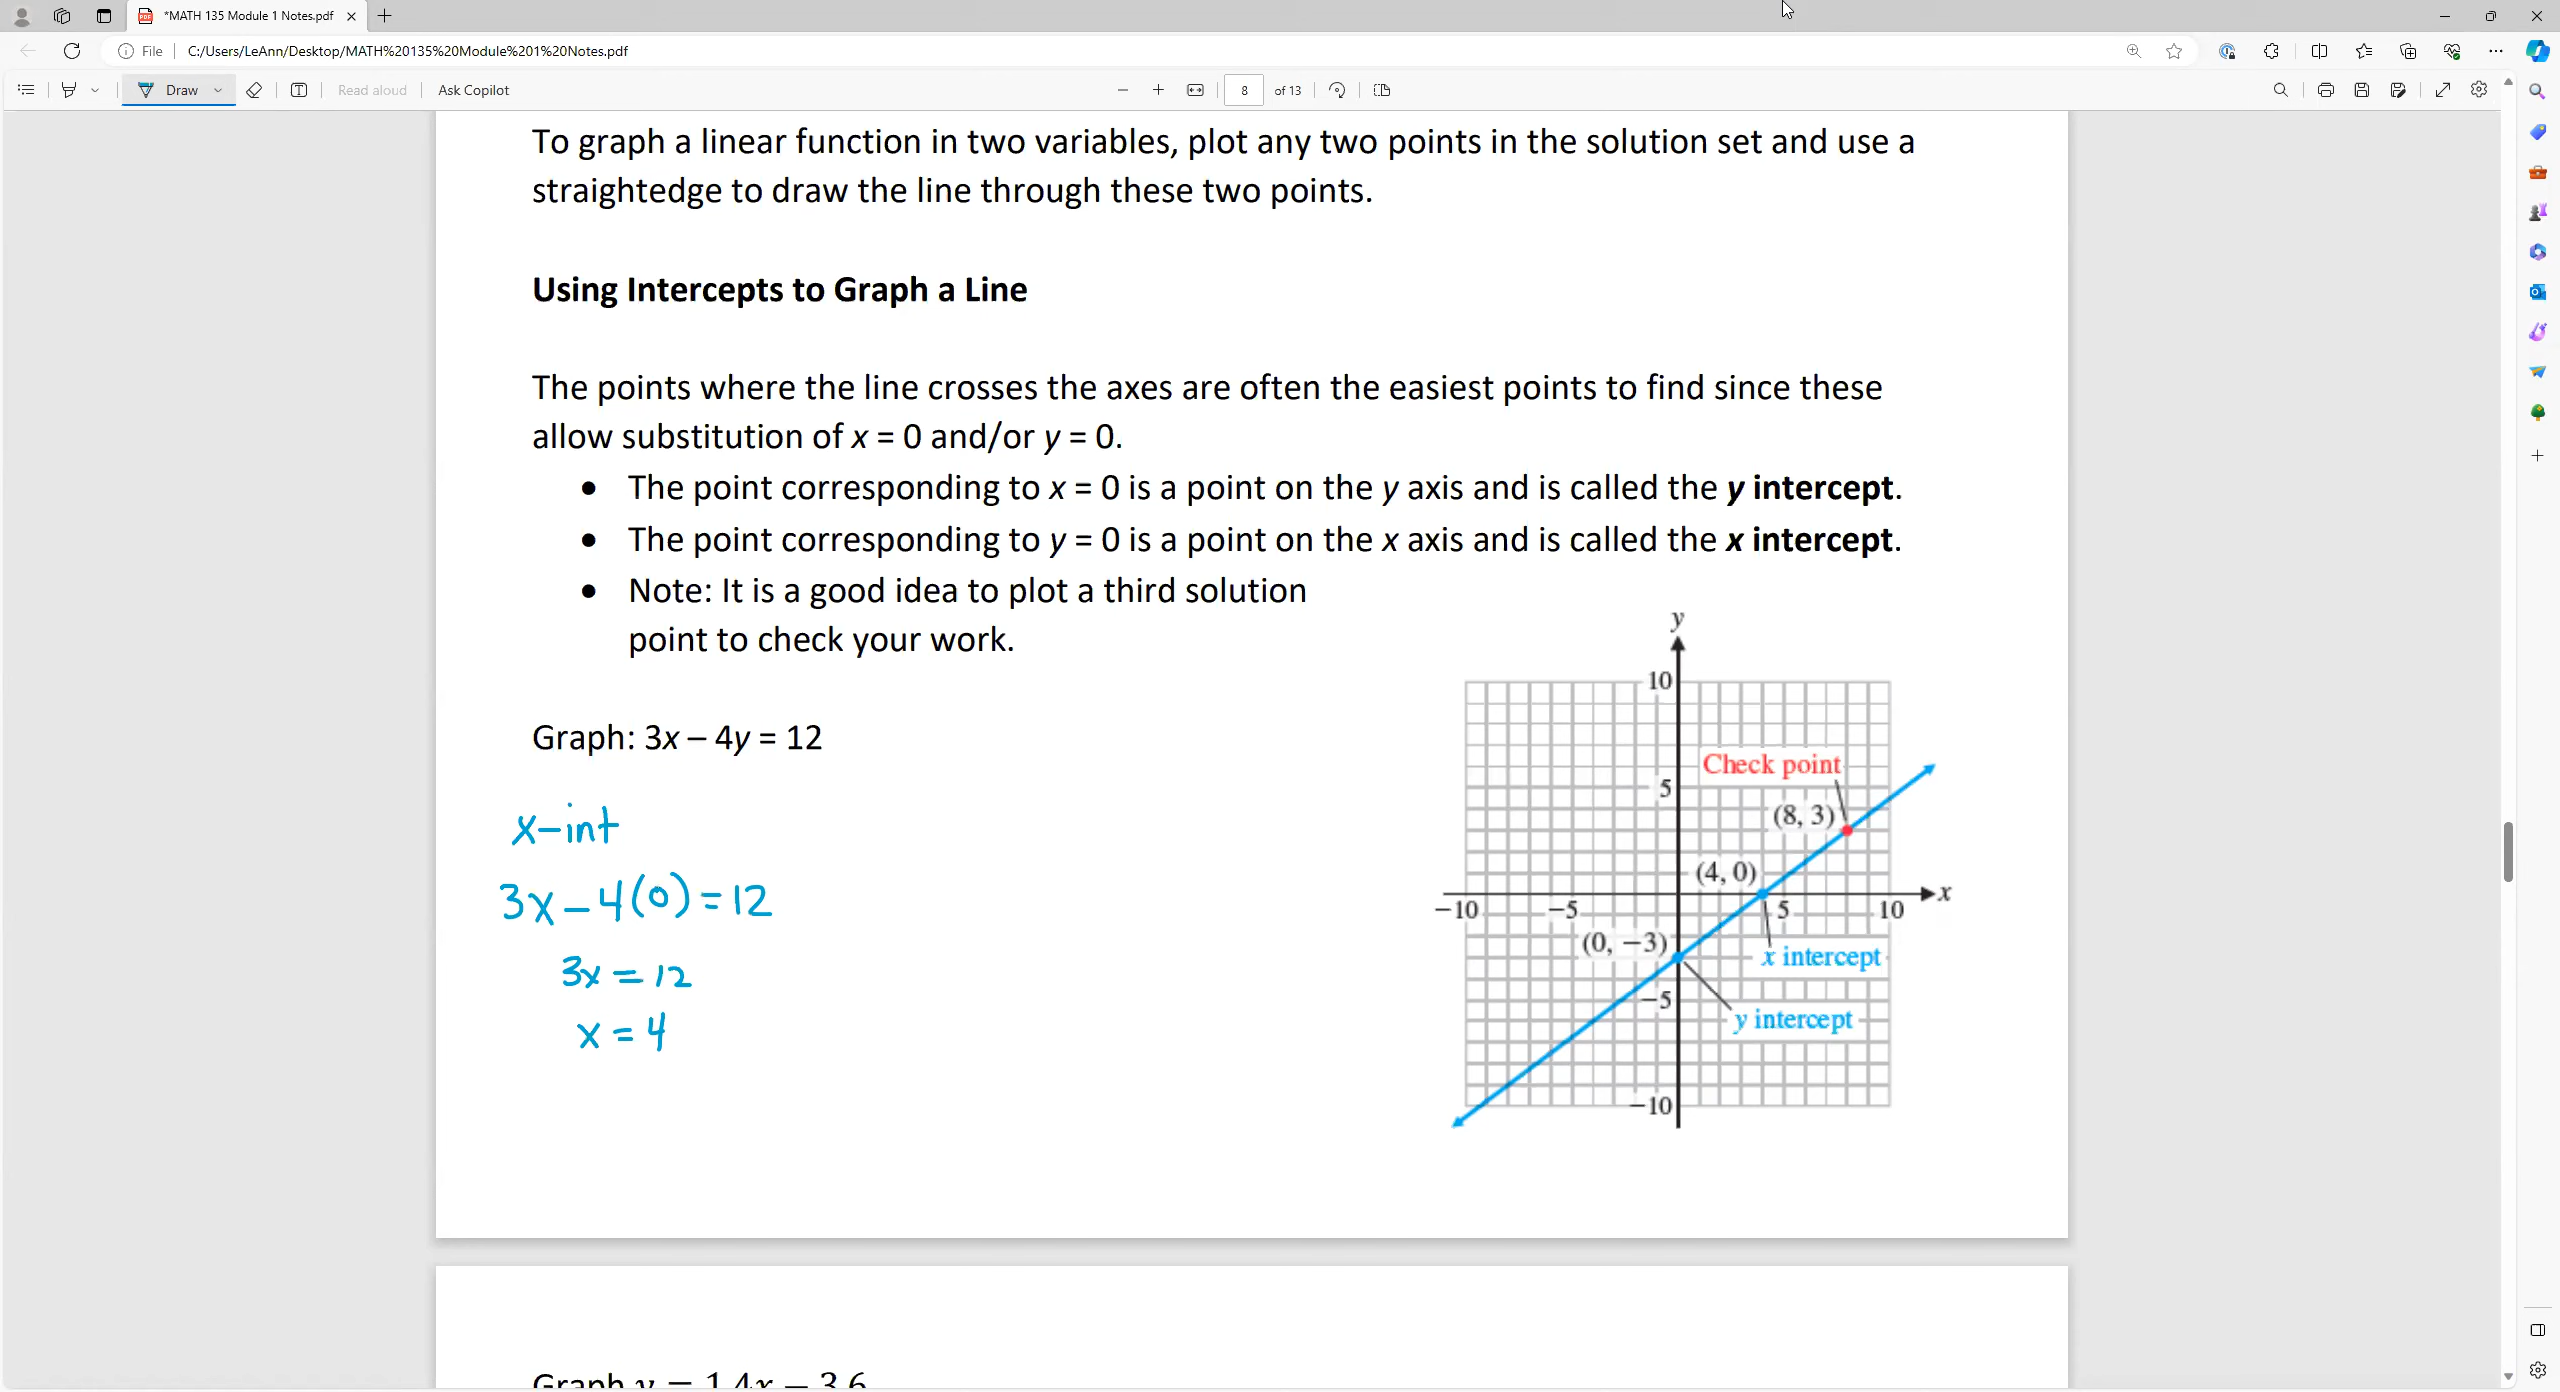 *MATH 135 Module 1 Notes.pdf
File
C:/Users/LeAnn/Desktop/MATH%20135%20Module%201%20Notes.pdf
Draw
Read aloud
Ask Copilot
8
of 13
To graph a linear function in two variables, plot any two points in the solution set and use a
straightedge to draw the line through these two points.
Using Intercepts to Graph a Line
The points where the line crosses the axes are often the easiest points to find since these
allow substitution of x = 0 and/or y = 0.
• The point corresponding to x = 0 is a point on the y axis and is called the y intercept.
• The point corresponding to y = 0 is a point on the x axis and is called the x intercept.
• Note: It is a good idea to plot a third solution
point to check your work.
Graph: 3x – 4y = 12
x-int
3x-4(0)=12
3x = 12
x = 4
y
10
Check point
5
(8, 3)
(4, 0)
x
−10
−5
5
10
(0, −3)
x intercept
−5
y intercept
−10
Graph y = 1.4x − 3.6